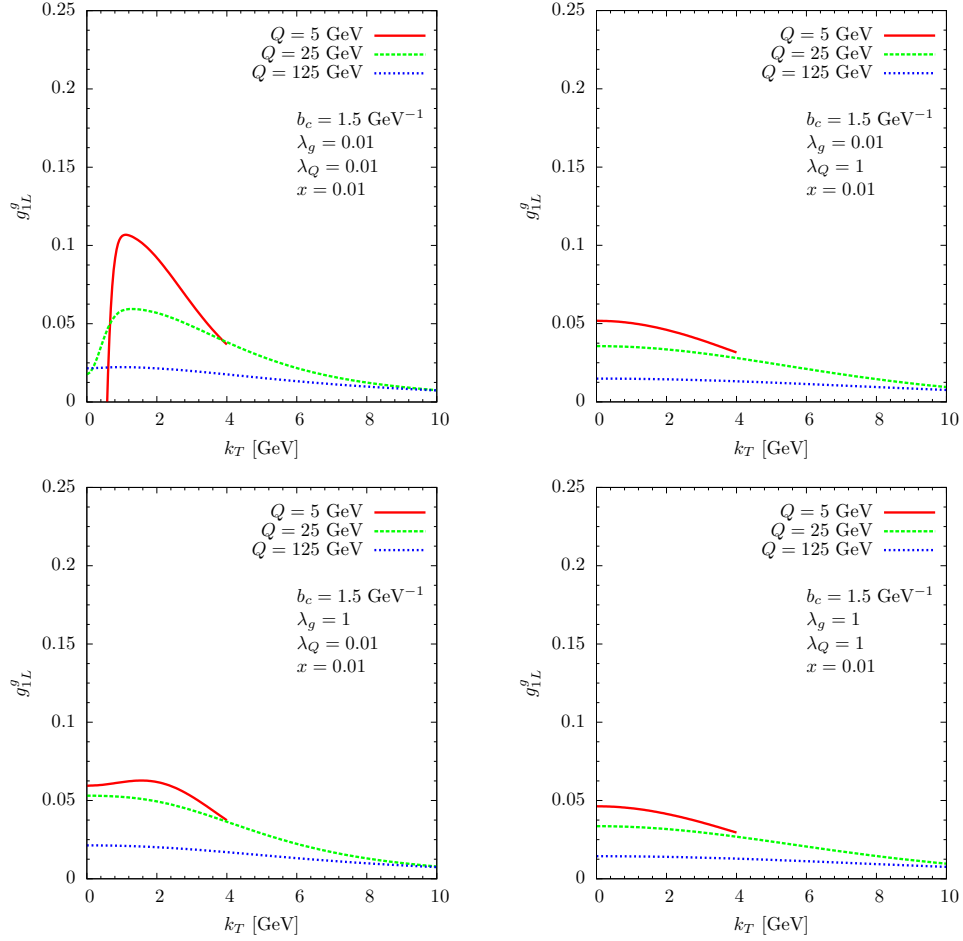 0.25
0.2
0.15
0.1
0.05
0
0 2 4 6 8 10
g_{1L}^{g}
k_T [GeV]
Q = 5 GeV
Q = 25 GeV
Q = 125 GeV
b_c = 1.5 GeV^{−1}
λ_g = 0.01
λ_Q = 0.01
x = 0.01
0.25
0.2
0.15
0.1
0.05
0
0 2 4 6 8 10
g_{1L}^{g}
k_T [GeV]
Q = 5 GeV
Q = 25 GeV
Q = 125 GeV
b_c = 1.5 GeV^{−1}
λ_g = 0.01
λ_Q = 1
x = 0.01
0.25
0.2
0.15
0.1
0.05
0
0 2 4 6 8 10
g_{1L}^{g}
k_T [GeV]
Q = 5 GeV
Q = 25 GeV
Q = 125 GeV
b_c = 1.5 GeV^{−1}
λ_g = 1
λ_Q = 0.01
x = 0.01
0.25
0.2
0.15
0.1
0.05
0
0 2 4 6 8 10
g_{1L}^{g}
k_T [GeV]
Q = 5 GeV
Q = 25 GeV
Q = 125 GeV
b_c = 1.5 GeV^{−1}
λ_g = 1
λ_Q = 1
x = 0.01